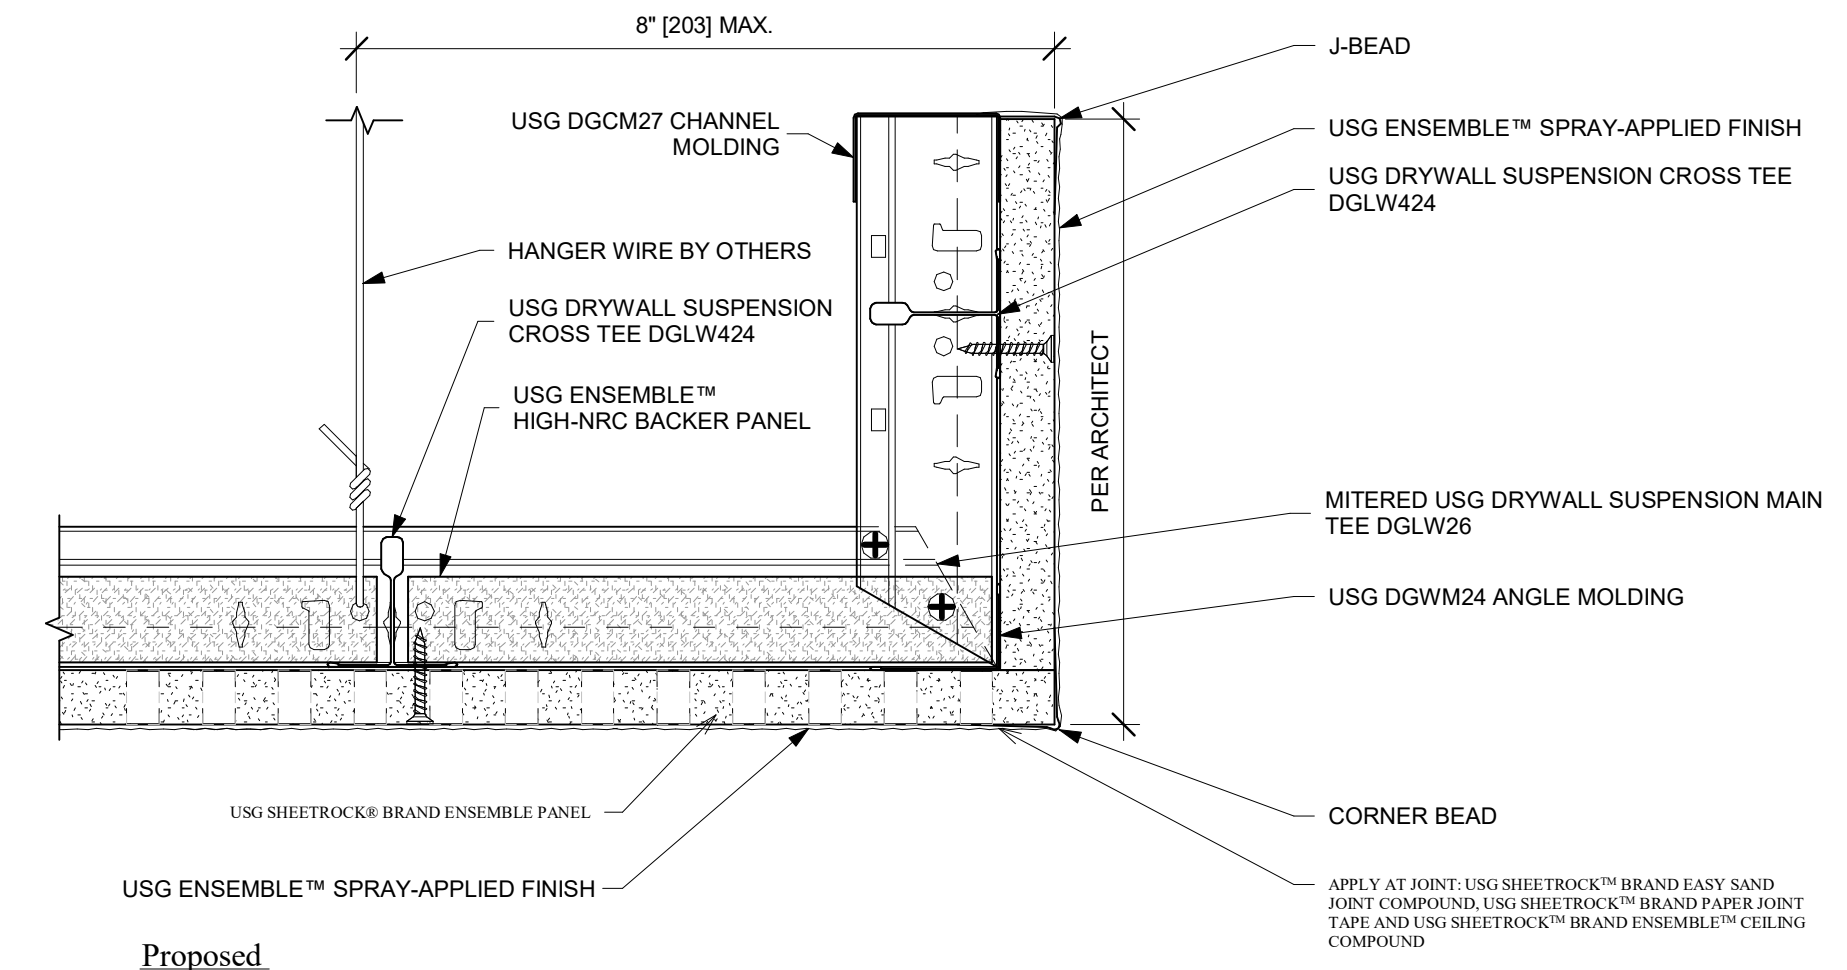 8" [203] MAX.
J-BEAD
USG DGCM27 CHANNEL
MOLDING
USG ENSEMBLE™ SPRAY-APPLIED FINISH
USG DRYWALL SUSPENSION CROSS TEE
DGLW424
HANGER WIRE BY OTHERS
USG DRYWALL SUSPENSION
CROSS TEE DGLW424
USG ENSEMBLE™
HIGH-NRC BACKER PANEL
PER ARCHITECT
MITERED USG DRYWALL SUSPENSION MAIN
TEE DGLW26
USG DGWM24 ANGLE MOLDING
USG SHEETROCK® BRAND ENSEMBLE PANEL
CORNER BEAD
USG ENSEMBLE™ SPRAY-APPLIED FINISH
APPLY AT JOINT: USG SHEETROCK™ BRAND EASY SAND
JOINT COMPOUND, USG SHEETROCK™ BRAND PAPER JOINT
TAPE AND USG SHEETROCK™ BRAND ENSEMBLE™ CEILING
COMPOUND
Proposed